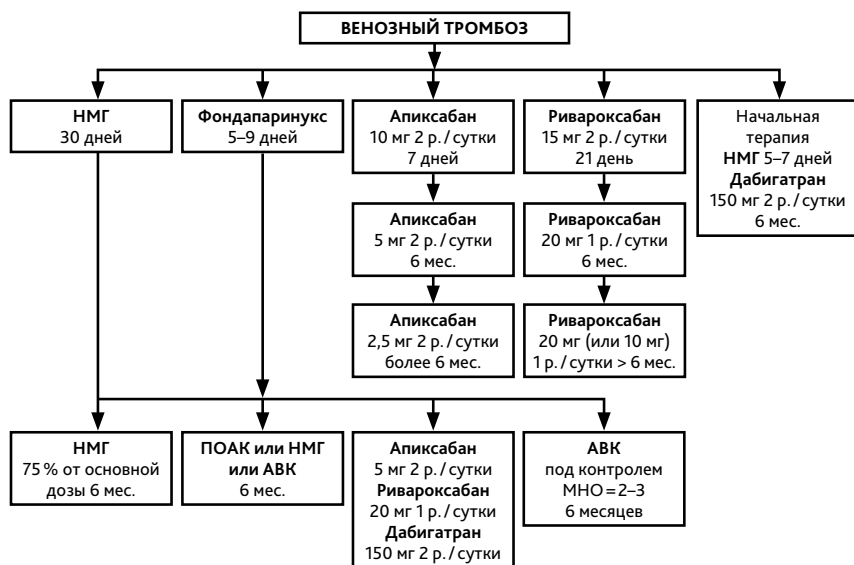 ВЕНОЗНЫЙ ТРОМБОЗ
НМГ
30 дней
Фондапаринукс
5–9 дней
Апиксабан
10 мг 2 р./сутки
7 дней
Ривароксабан
15 мг 2 р./сутки
21 день
Начальная
терапия
НМГ 5–7 дней
Дабигатран
150 мг 2 р./сутки
6 мес.
Апиксабан
5 мг 2 р./сутки
6 мес.
Ривароксабан
20 мг 1 р./сутки
6 мес.
Апиксабан
2,5 мг 2 р./сутки
более 6 мес.
Ривароксабан
20 мг (или 10 мг)
1 р./сутки > 6 мес.
НМГ
75 % от основной
дозы 6 мес.
ПОАК или НМГ
или АВК
6 мес.
Апиксабан
5 мг 2 р./сутки
Ривароксабан
20 мг 1 р./сутки
Дабигатран
150 мг 2 р./сутки
АВК
под контролем
МНО = 2–3
6 месяцев